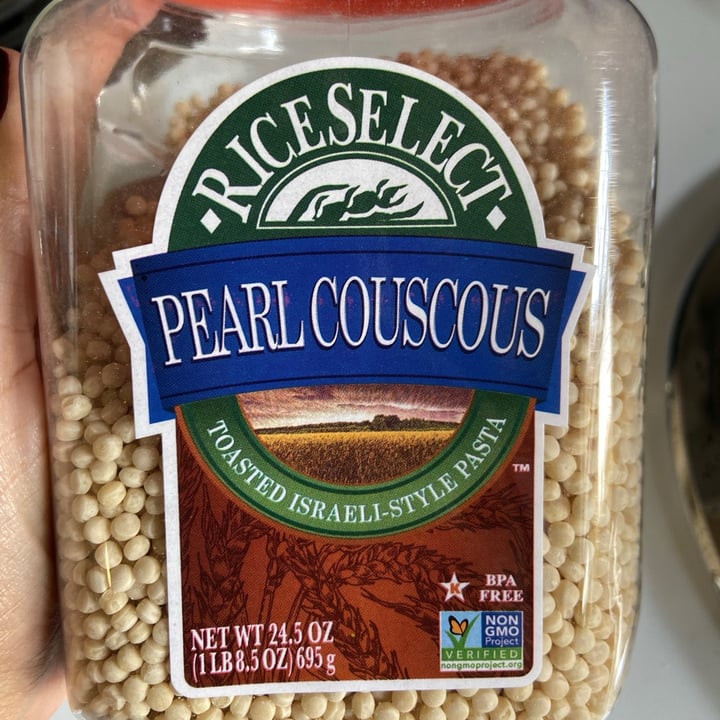 RICESELECT
PEARL COUSCOUS
TOASTED ISRAELI-STYLE PASTA
TM
K
BPA
FREE
NET WT 24.5 OZ
(1 LB 8.5 OZ) 695 g
NON
GMO
Project
VERIFIED
nongmoproject.org